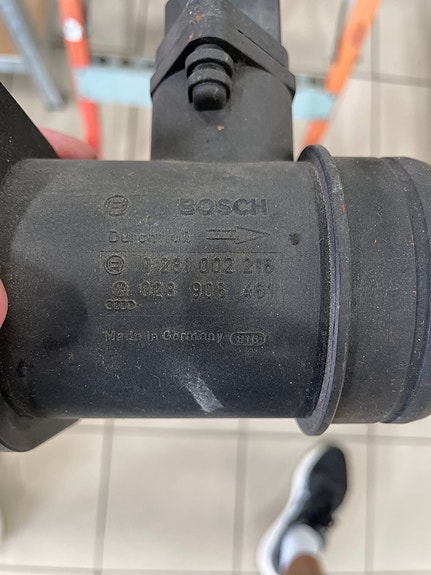 BOSCH
Durchfluß
0 281 002 216
028 906 461
Made in Germany